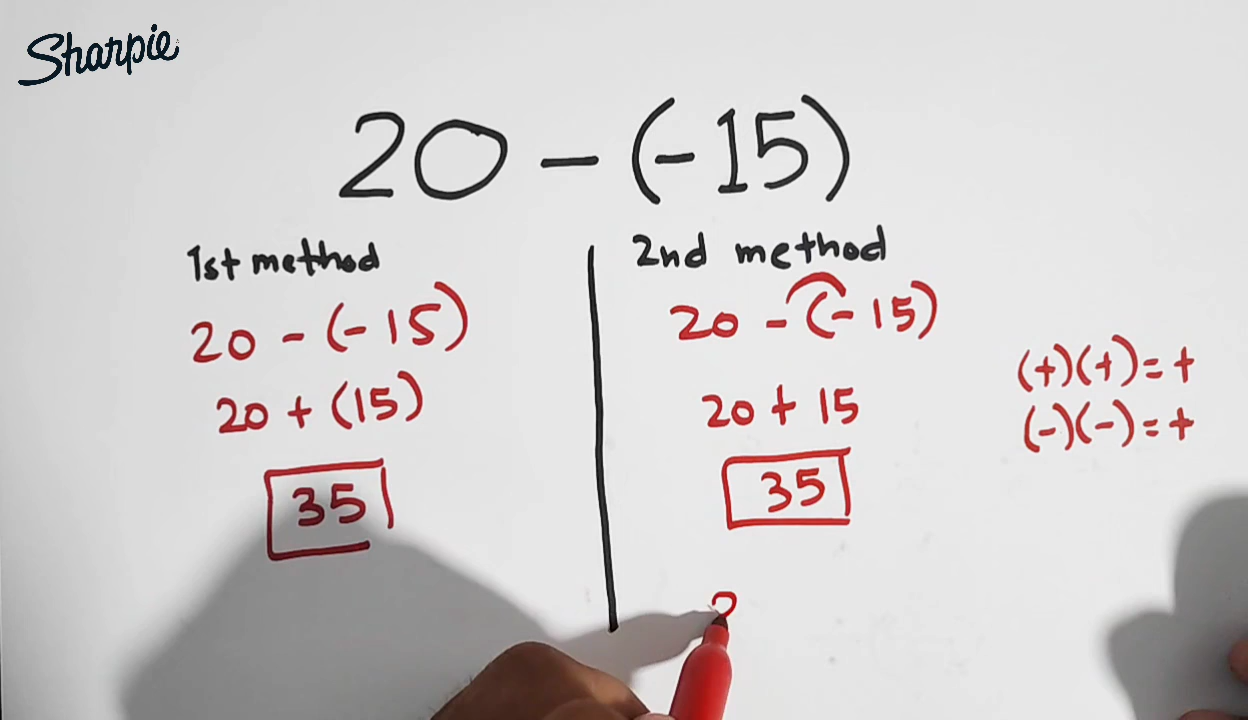 Sharpie
20 - (-15)
1st method
20 - (-15)
20 + (15)
35
2nd method
20 - (-15)
20 + 15
35
(+)(+) = +
(-)(-) = +